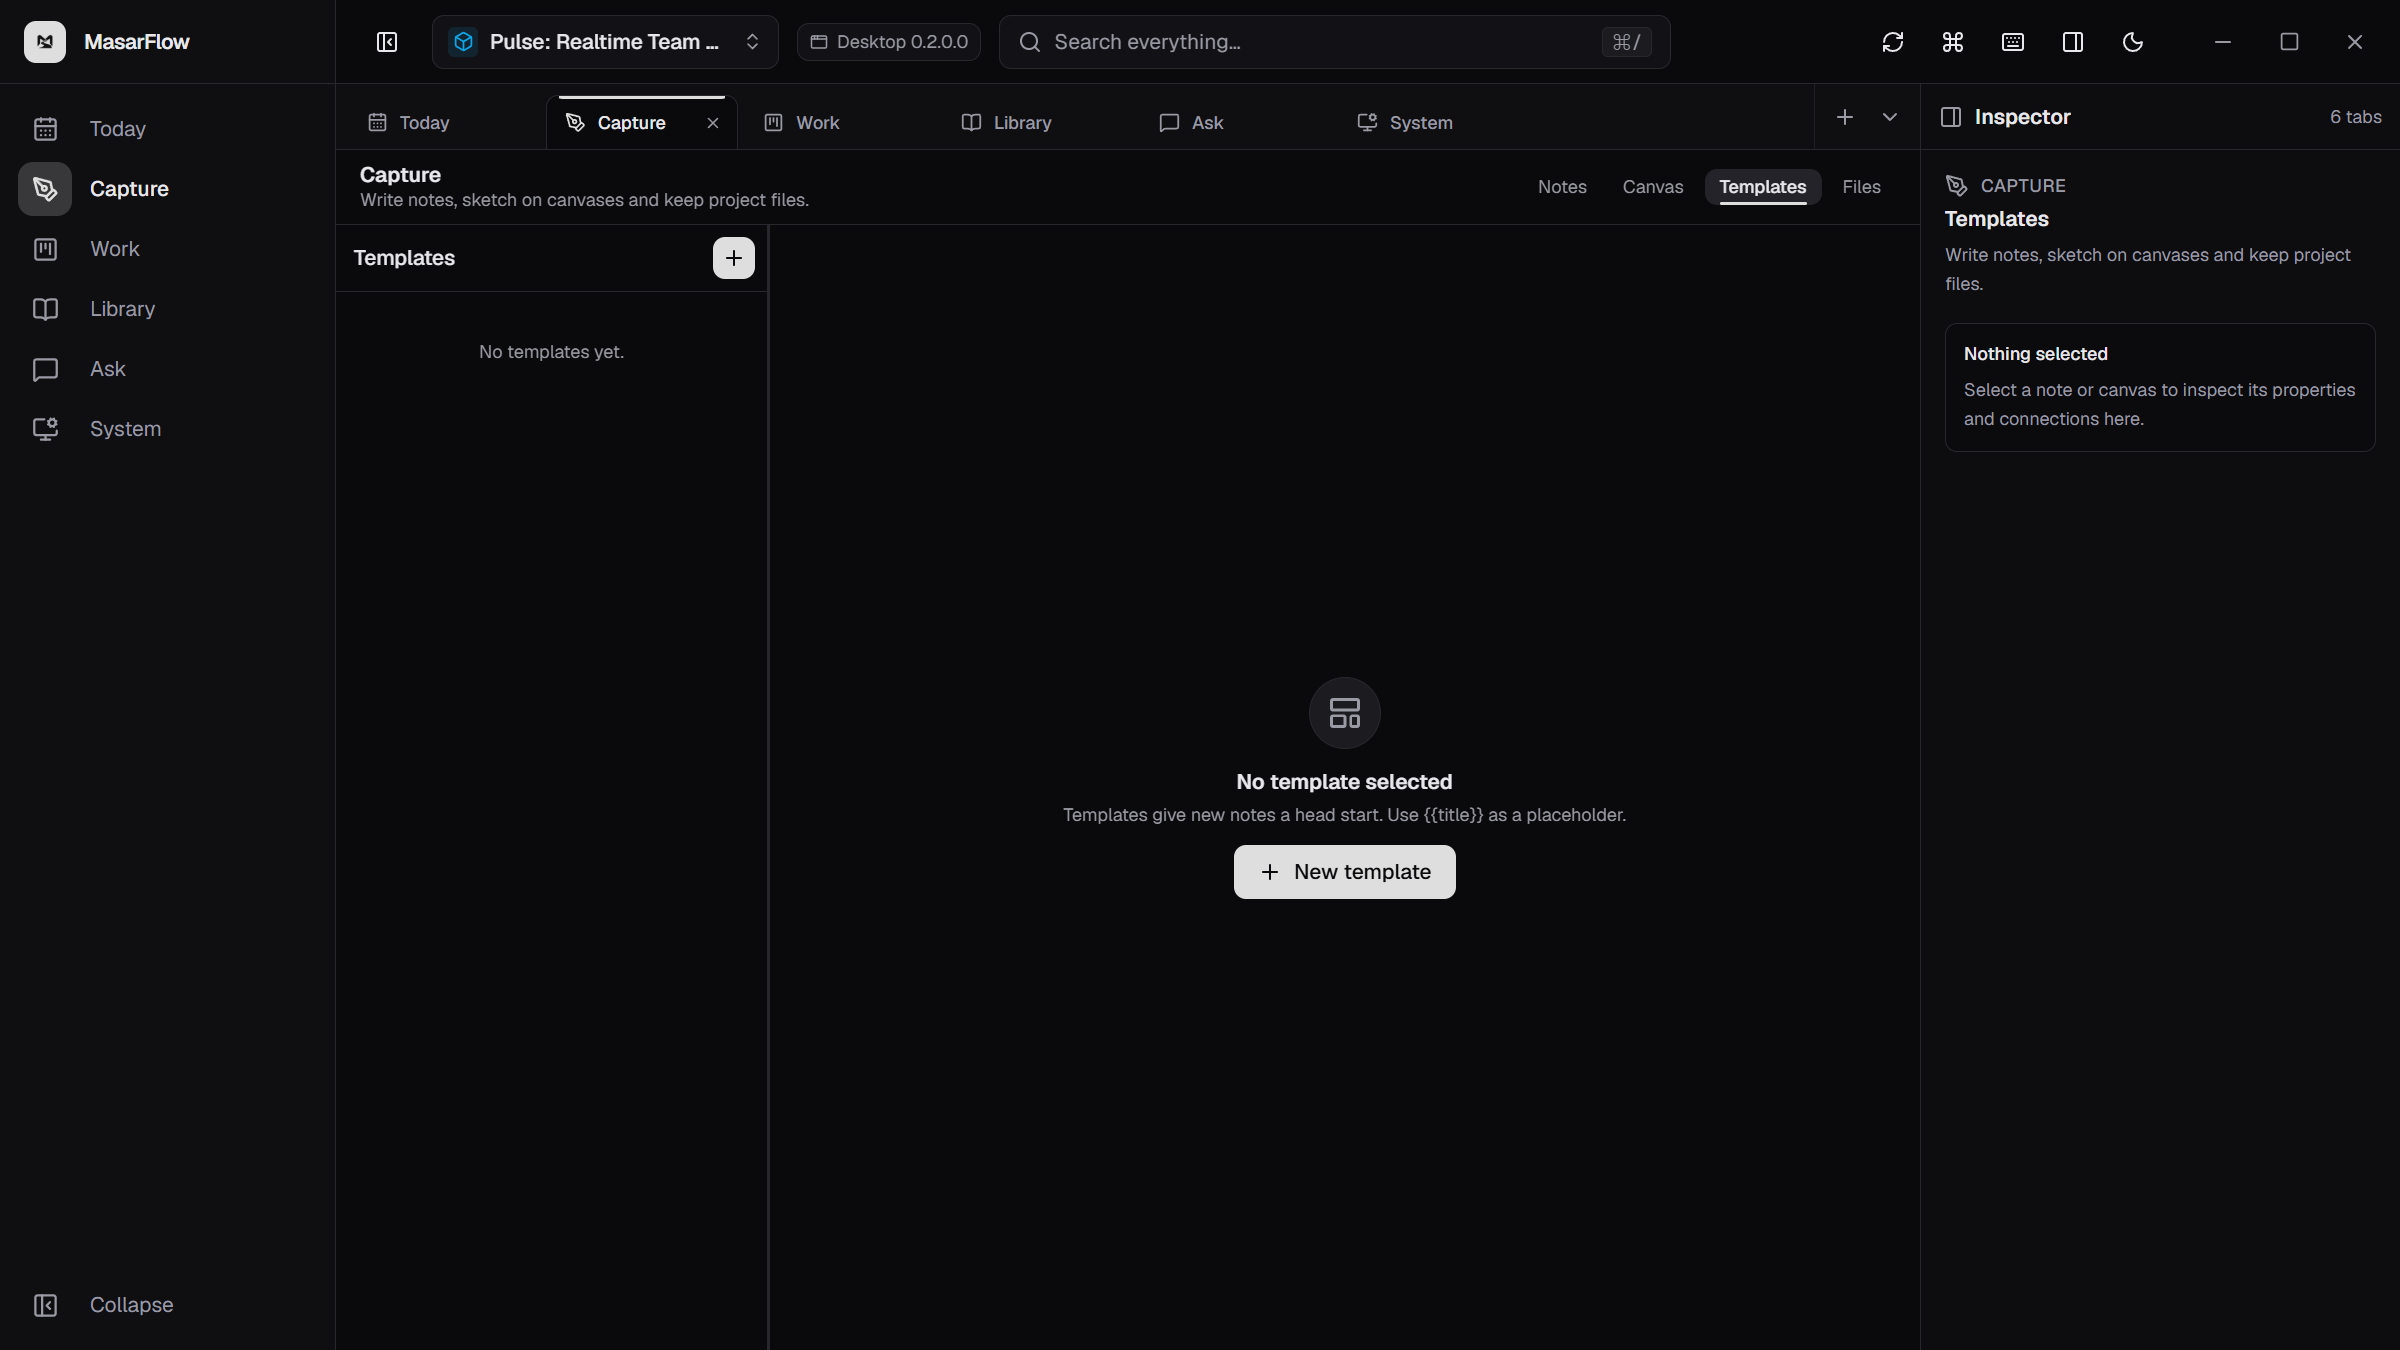 MasarFlow
Pulse: Realtime Team ...
Desktop 0.2.0.0
Search everything...
⌘/
Today
Capture
Work
Library
Ask
System
Collapse
Today
Capture
Work
Library
Ask
System
Capture
Write notes, sketch on canvases and keep project files.
Notes
Canvas
Templates
Files
Templates
No templates yet.
No template selected
Templates give new notes a head start. Use {{title}} as a placeholder.
New template
Inspector
6 tabs
CAPTURE
Templates
Write notes, sketch on canvases and keep project
files.
Nothing selected
Select a note or canvas to inspect its properties
and connections here.